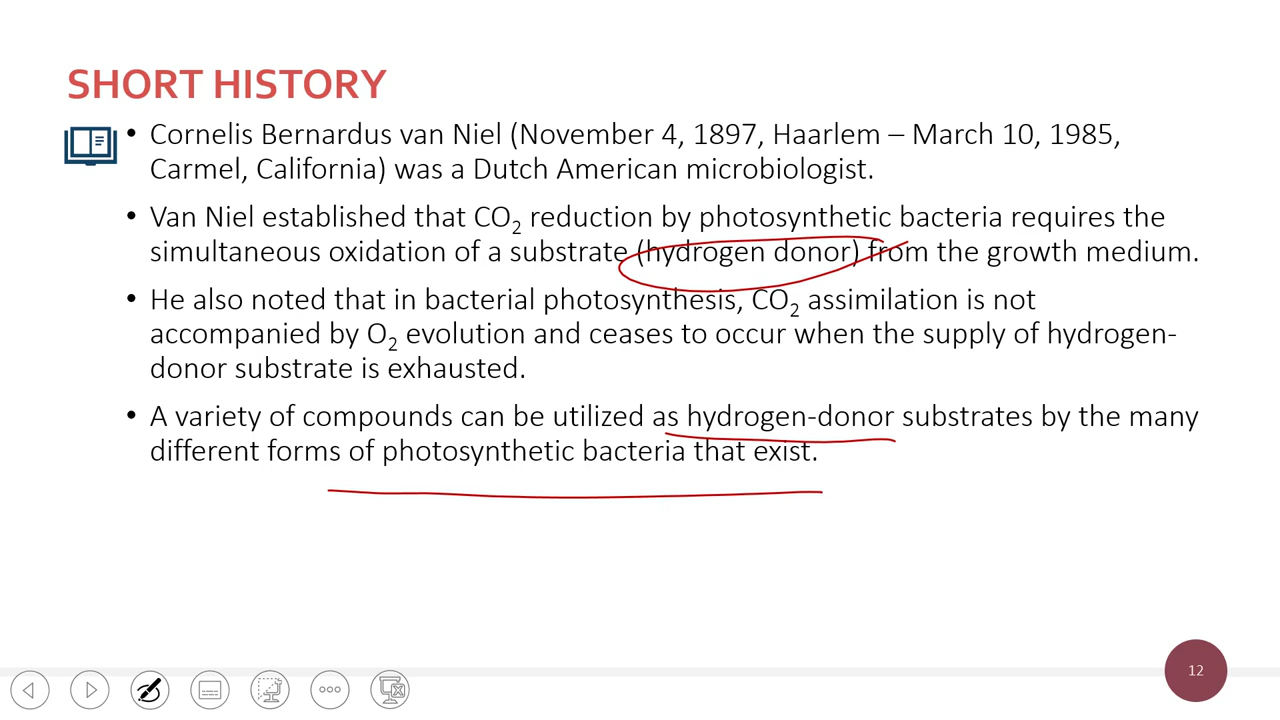 SHORT HISTORY
• Cornelis Bernardus van Niel (November 4, 1897, Haarlem – March 10, 1985,
Carmel, California) was a Dutch American microbiologist.
• Van Niel established that CO₂ reduction by photosynthetic bacteria requires the
simultaneous oxidation of a substrate (hydrogen donor) from the growth medium.
• He also noted that in bacterial photosynthesis, CO₂ assimilation is not
accompanied by O₂ evolution and ceases to occur when the supply of hydrogen-
donor substrate is exhausted.
• A variety of compounds can be utilized as hydrogen-donor substrates by the many
different forms of photosynthetic bacteria that exist.
12